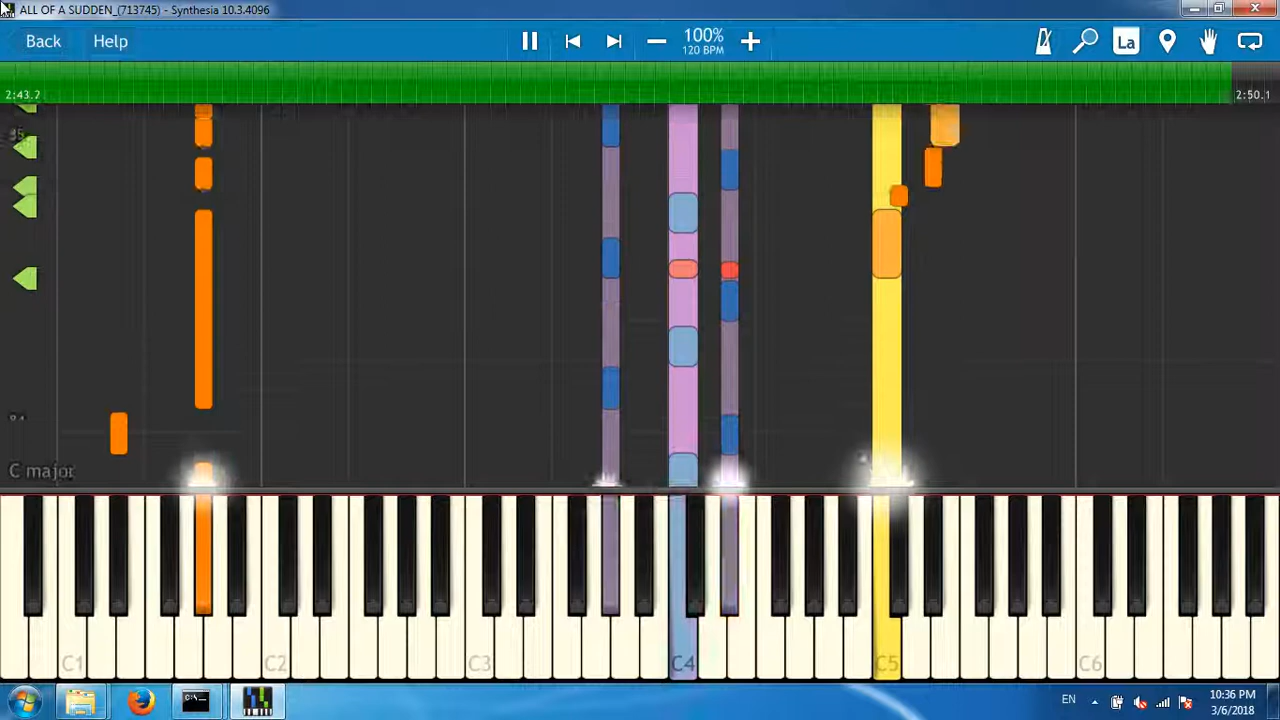 ALL OF A SUDDEN_(713745) - Synthesia 10.3.4096
Back Help
100%
120 BPM
La
2:43.7
2:50.1
C major
C1 C2 C3 C4 C5 C6
EN
10:36 PM
3/6/2018